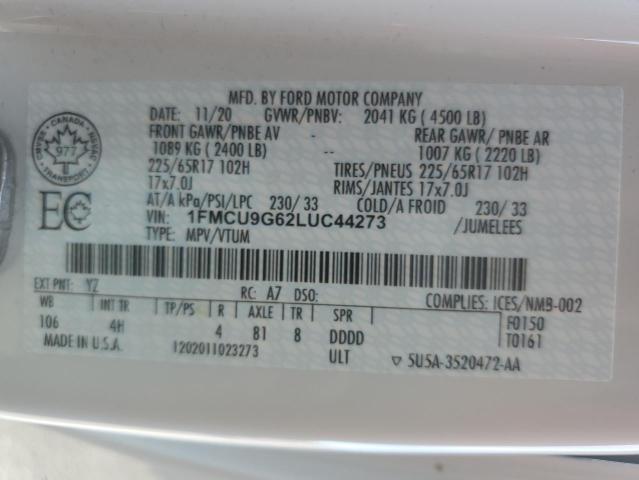 MFD. BY FORD MOTOR COMPANY
DATE: 11/20 GVWR/PNBV: 2041 KG ( 4500 LB)
FRONT GAWR/PNBE AV REAR GAWR/ PNBE AR
1089 KG ( 2400 LB) 1007 KG ( 2220 LB)
225/65R17 102H TIRES/PNEUS 225/65R17 102H
17x7.0J RIMS/JANTES 17x7.0J
AT/A kPa/PSI/LPC 230/ 33 COLD/A FROID 230/ 33
VIN: 1FMCU9G62LUC44273 /JUMELEES
TYPE: MPV/VTUM
CANADA
977
TRANSPORT
EC
EXT PNT: YZ RC: A7 DSO: COMPLIES: ICES/NMB-002
WB INT TR TP/PS R AXLE TR SPR F0150
106 4H 4 81 8 DDDD T0161
MADE IN U.S.A. 1202011023273 ULT ▽ 5U5A-3520472-AA